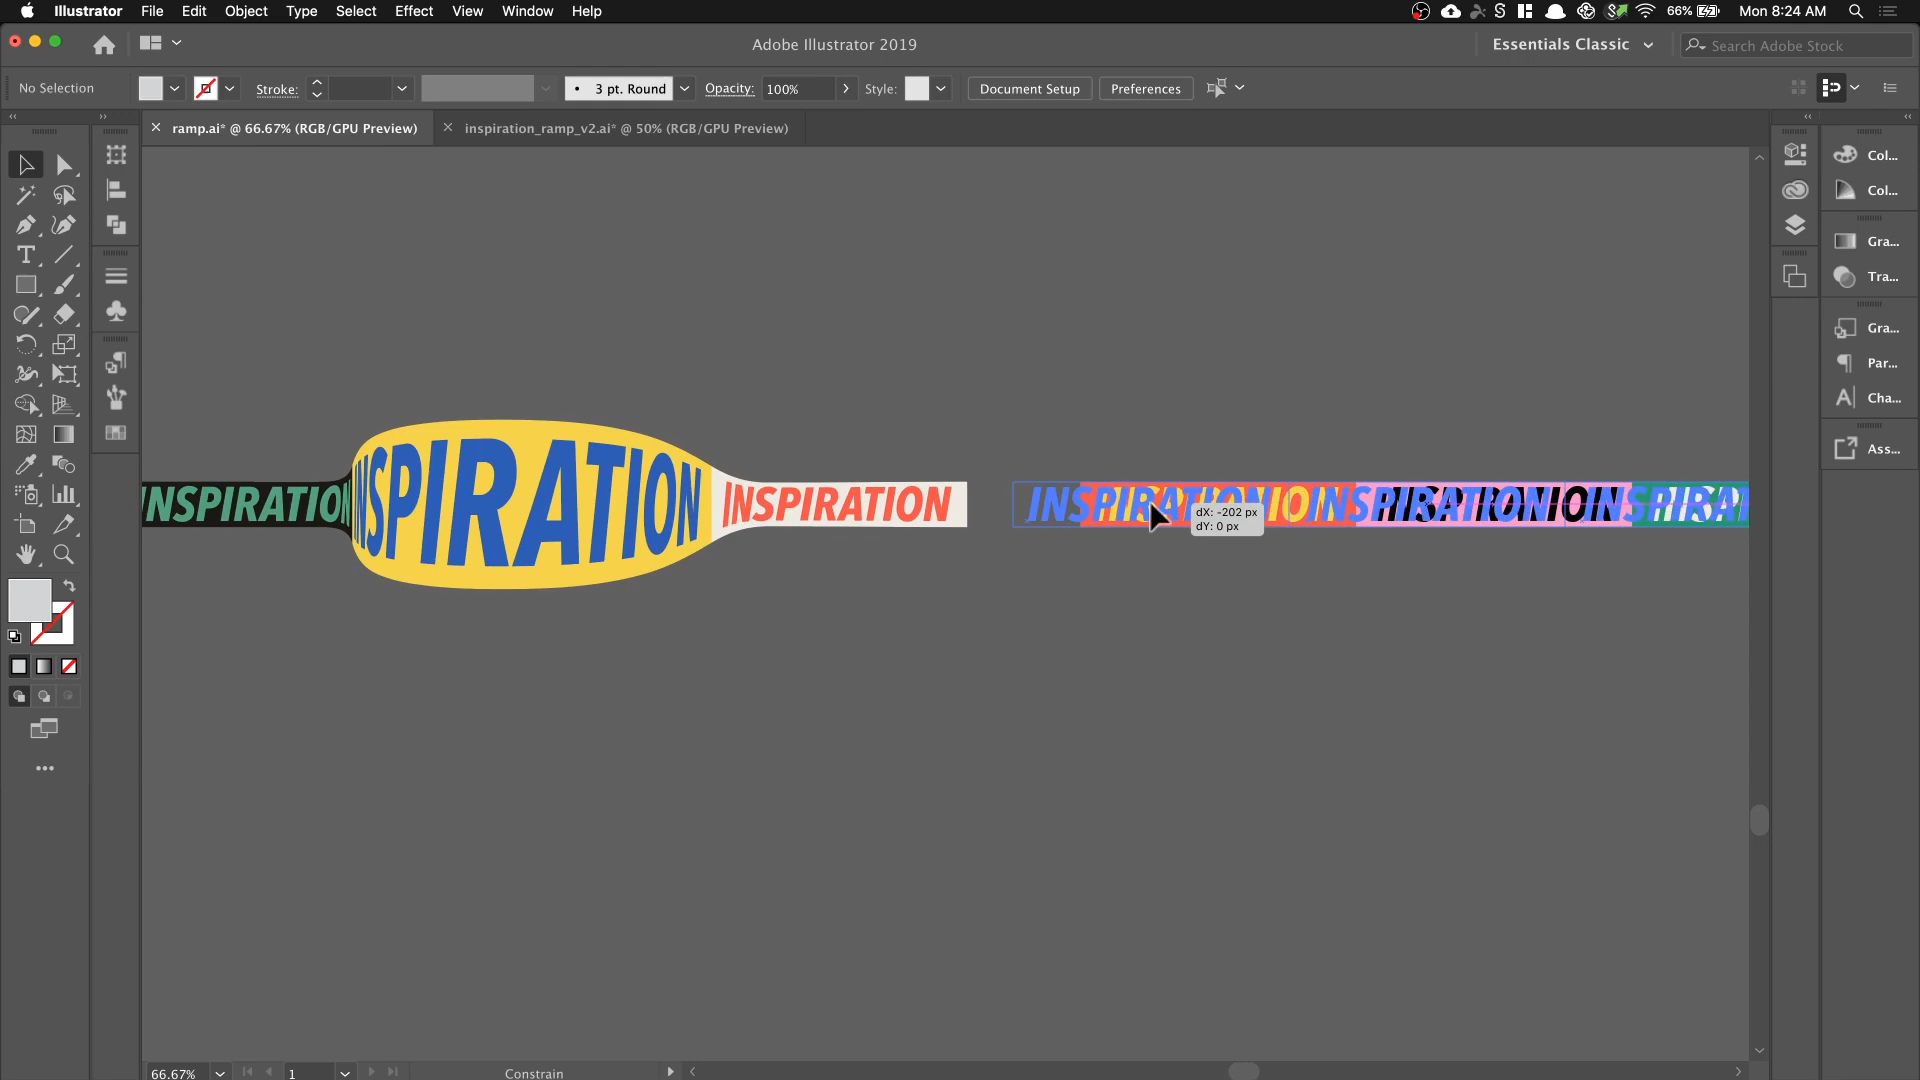 Illustrator File Edit Object Type Select Effect View Window Help
66% Mon 8:24 AM
Adobe Illustrator 2019
Essentials Classic
Search Adobe Stock
No Selection
Stroke:
3 pt. Round
Opacity: 100%
Style:
Document Setup
Preferences
ramp.ai* @ 66.67% (RGB/GPU Preview)
inspiration_ramp_v2.ai* @ 50% (RGB/GPU Preview)
Col...
Col...
Gra...
Tra...
Gra...
Par...
Cha...
Ass...
INSPIRATION INSPIRATION INSPIRATION
INSPIRATION INSPIRATION INSPIRAT
dX: -202 px
dY: 0 px
66.67% 1 Constrain